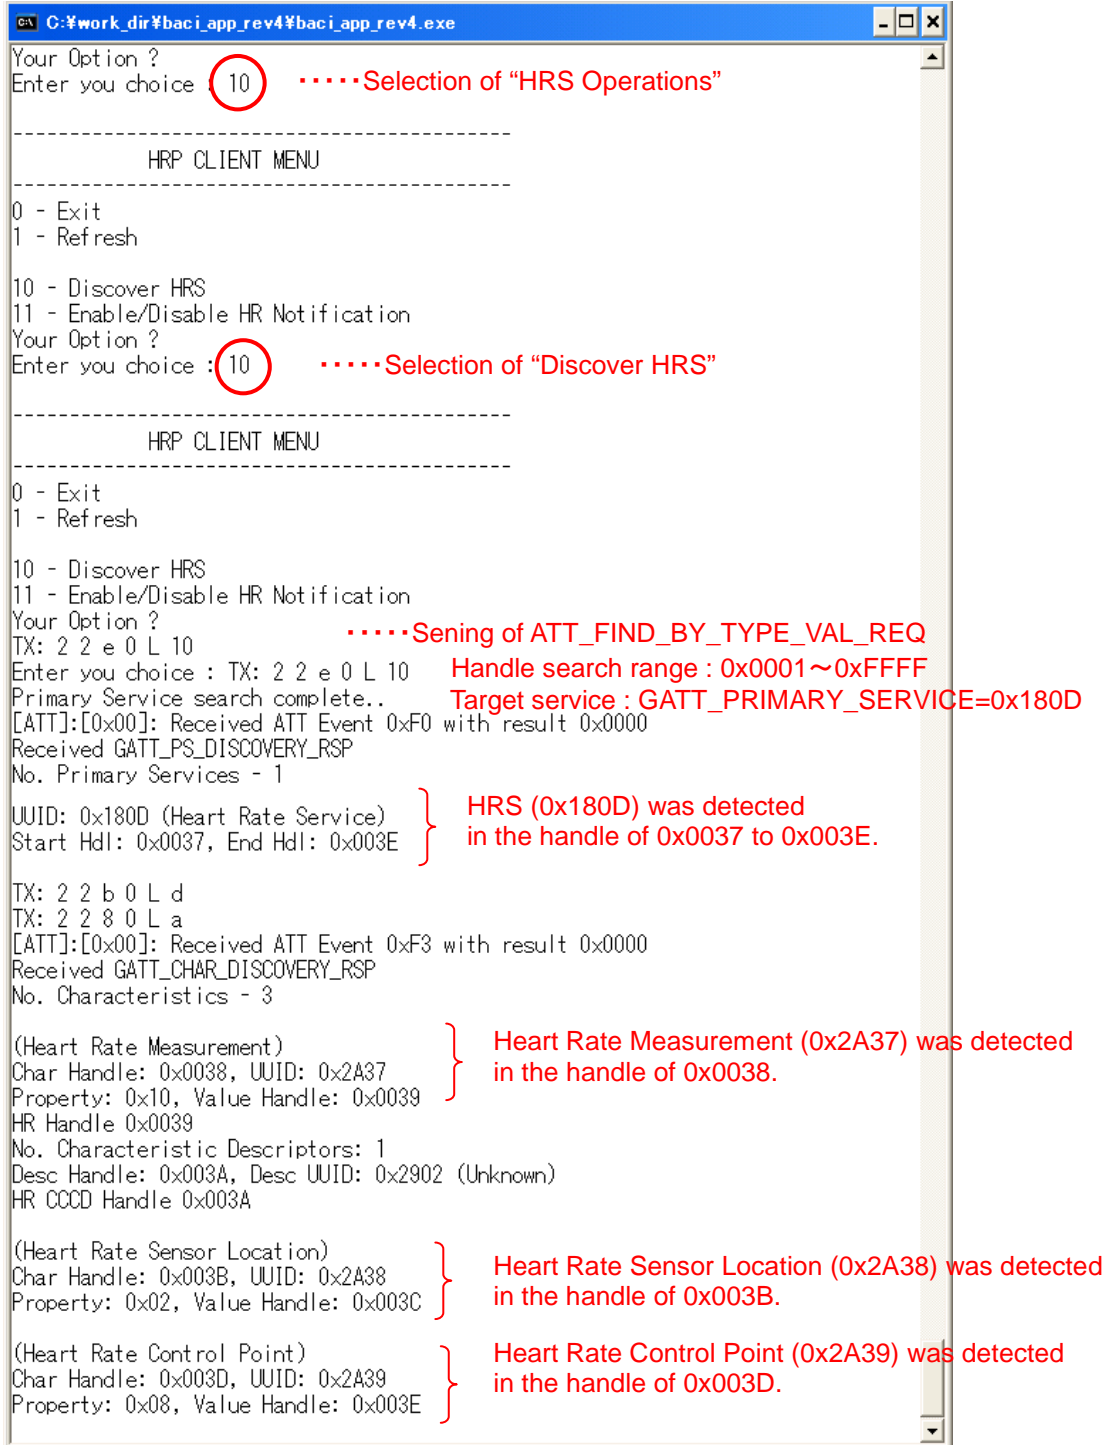 C:¥work_dir¥baci_app_rev4¥baci_app_rev4.exe
Your Option ?
Enter you choice : 10 ・・・・・Selection of “HRS Operations”
--------------------------------------------
HRP CLIENT MENU
--------------------------------------------
0 - Exit
1 - Refresh
10 - Discover HRS
11 - Enable/Disable HR Notification
Your Option ?
Enter you choice : 10 ・・・・・Selection of “Discover HRS”
--------------------------------------------
HRP CLIENT MENU
--------------------------------------------
0 - Exit
1 - Refresh
10 - Discover HRS
11 - Enable/Disable HR Notification
Your Option ?
TX: 2 2 e 0 L 10 ・・・・・Sening of ATT_FIND_BY_TYPE_VAL_REQ
Enter you choice : TX: 2 2 e 0 L 10 Handle search range : 0x0001～0xFFFF
Primary Service search complete.. Target service : GATT_PRIMARY_SERVICE=0x180D
[ATT]:[0x00]: Received ATT Event 0xF0 with result 0x0000
Received GATT_PS_DISCOVERY_RSP
No. Primary Services - 1
UUID: 0x180D (Heart Rate Service) HRS (0x180D) was detected
Start Hdl: 0x0037, End Hdl: 0x003E in the handle of 0x0037 to 0x003E.
TX: 2 2 b 0 L d
TX: 2 2 8 0 L a
[ATT]:[0x00]: Received ATT Event 0xF3 with result 0x0000
Received GATT_CHAR_DISCOVERY_RSP
No. Characteristics - 3
(Heart Rate Measurement) Heart Rate Measurement (0x2A37) was detected
Char Handle: 0x0038, UUID: 0x2A37 in the handle of 0x0038.
Property: 0x10, Value Handle: 0x0039
HR Handle 0x0039
No. Characteristic Descriptors: 1
Desc Handle: 0x003A, Desc UUID: 0x2902 (Unknown)
HR CCCD Handle 0x003A
(Heart Rate Sensor Location) Heart Rate Sensor Location (0x2A38) was detected
Char Handle: 0x003B, UUID: 0x2A38 in the handle of 0x003B.
Property: 0x02, Value Handle: 0x003C
(Heart Rate Control Point) Heart Rate Control Point (0x2A39) was detected
Char Handle: 0x003D, UUID: 0x2A39 in the handle of 0x003D.
Property: 0x08, Value Handle: 0x003E